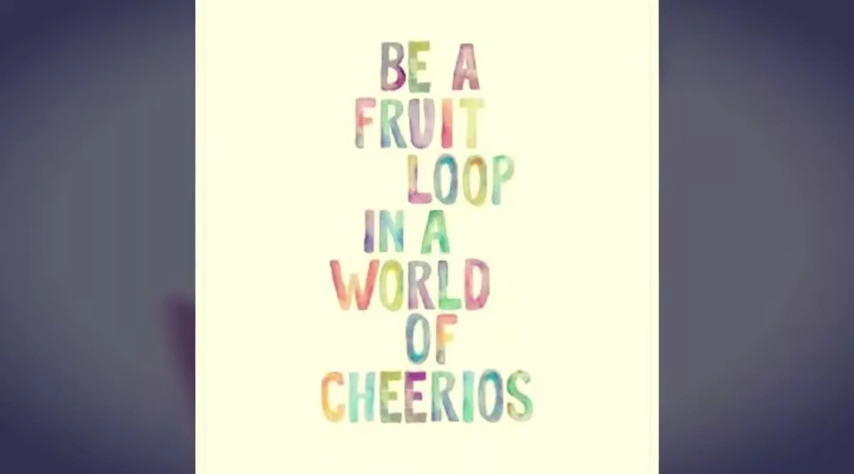 BE A
FRUIT
LOOP
IN A
WORLD
OF
CHEERIOS